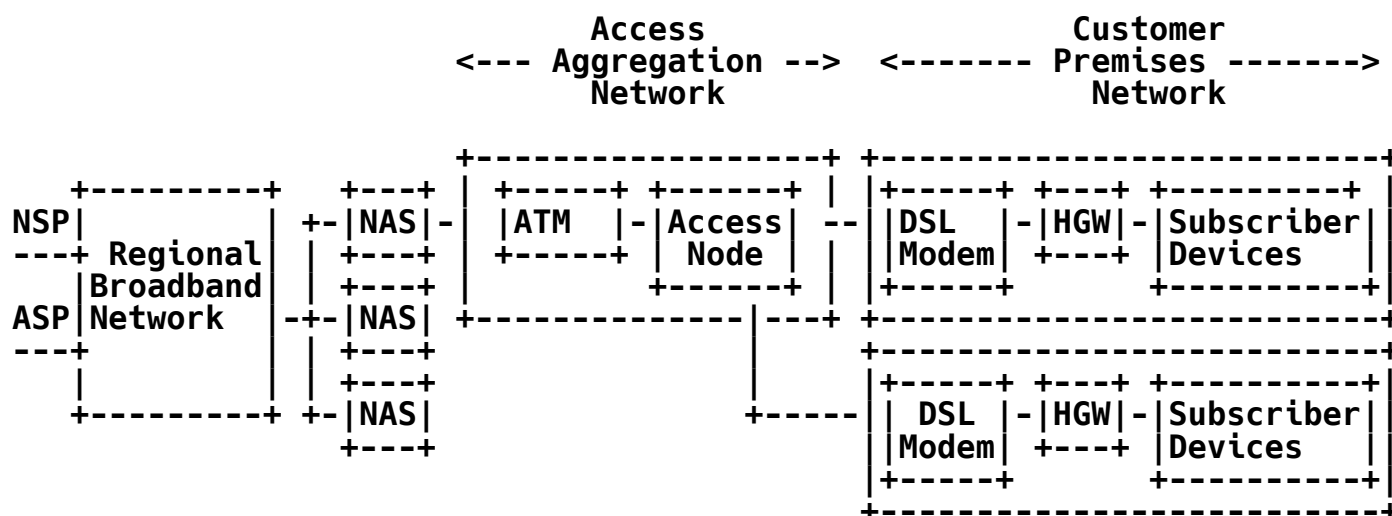 Access                   Customer
                       <--- Aggregation -->  <------- Premises ------->
                              Network                   Network

                       +------------------+ +--------------------------+
   +---------+   +---+ |  +-----+ +------+ | |+-----+ +---+ +---------+ |
NSP|         | +-|NAS|-|  |ATM  |-|Access| --||DSL  |-|HGW|-|Subscriber||
---+ Regional| | +---+ |  +-----+ | Node | | ||Modem| +---+ |Devices   ||
   |Broadband| | +---+ |          +------+ | |+-----+       +----------+|
ASP|Network  |-+-|NAS| +--------------|---+ +--------------------------+
---+         | | +---+                |     +--------------------------+
   |         | | +---+                |     |+-----+ +---+ +----------+|
   +---------+ +-|NAS|                +-----|| DSL |-|HGW|-|Subscriber||
                 +---+                      ||Modem| +---+ |Devices   ||
                                            |+-----+       +----------+|
                                            +--------------------------+